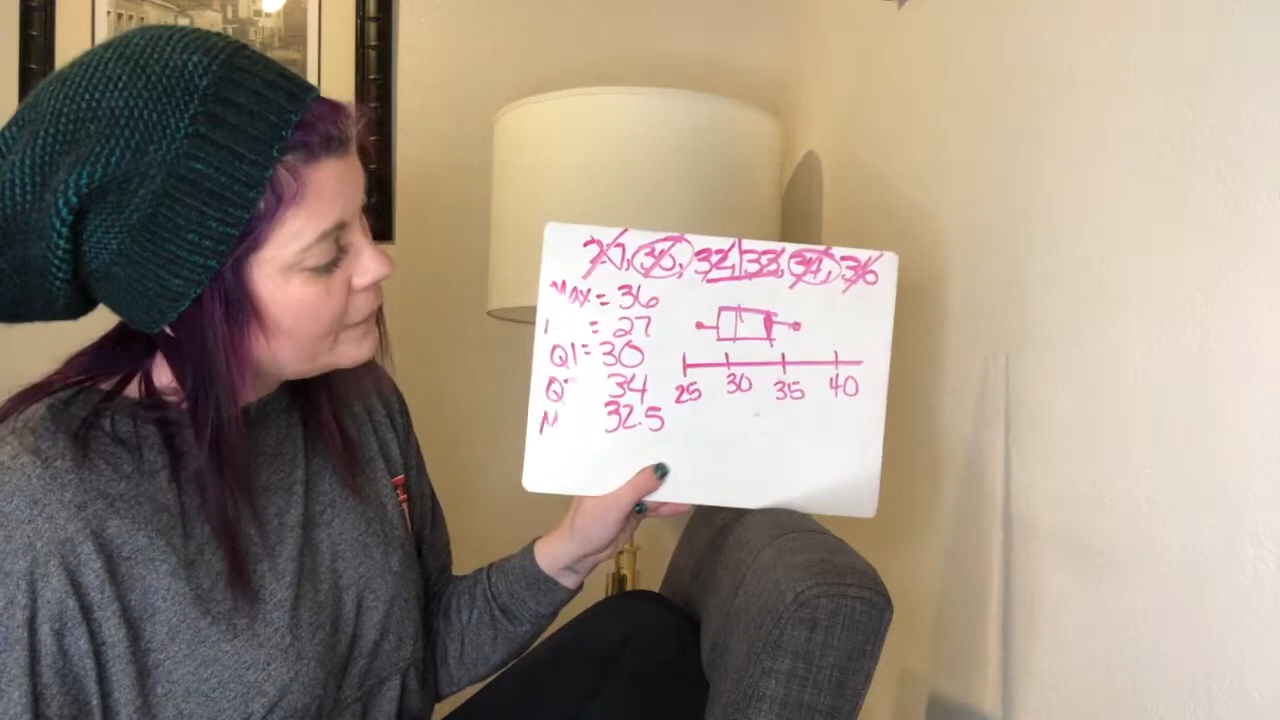 27, 30, 32, 33, 34, 36
MAX = 36
= 27
Q1 = 30
Q 34
M 32.5
25 30 35 40